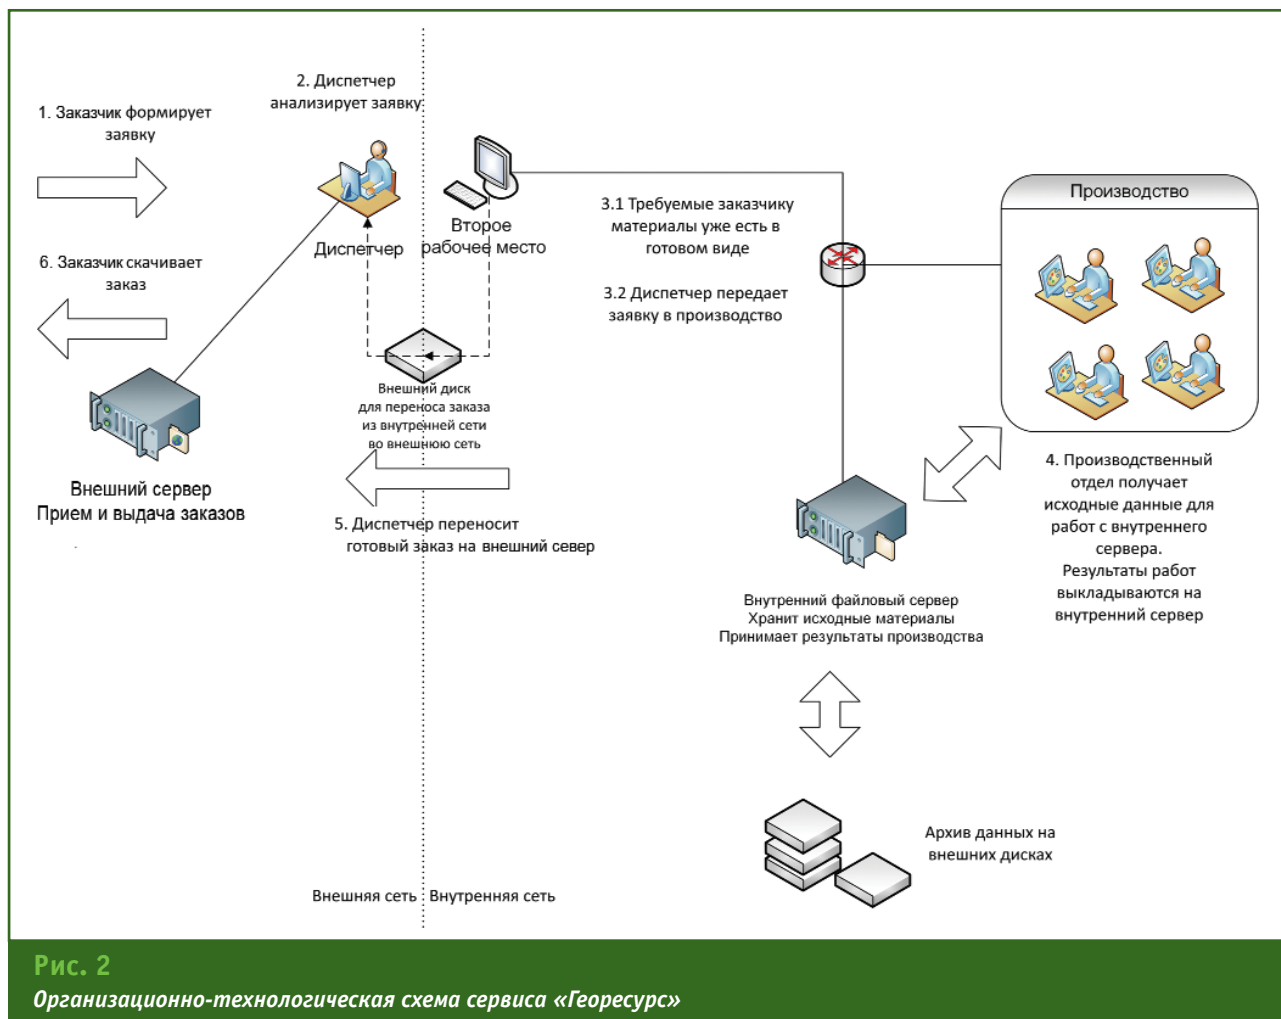 1. Заказчик формирует
заявку
2. Диспетчер
анализирует заявку
6. Заказчик скачивает
заказ
Диспетчер
Второе
рабочее место
3.1 Требуемые заказчику
материалы уже есть в
готовом виде
3.2 Диспетчер передает
заявку в производство
Производство
Внешний диск
для переноса заказа
из внутренней сети
во внешнюю сеть
Внешний сервер
Прием и выдача заказов
5. Диспетчер переносит
готовый заказ на внешний север
4. Производственный
отдел получает
исходные данные для
работ с внутреннего
сервера.
Результаты работ
выкладываются на
внутренний сервер
Внутренний файловый сервер
Хранит исходные материалы
Принимает результаты производства
Архив данных на
внешних дисках
Внешняя сеть
Внутренняя сеть
Рис. 2
Организационно-технологическая схема сервиса «Георесурс»